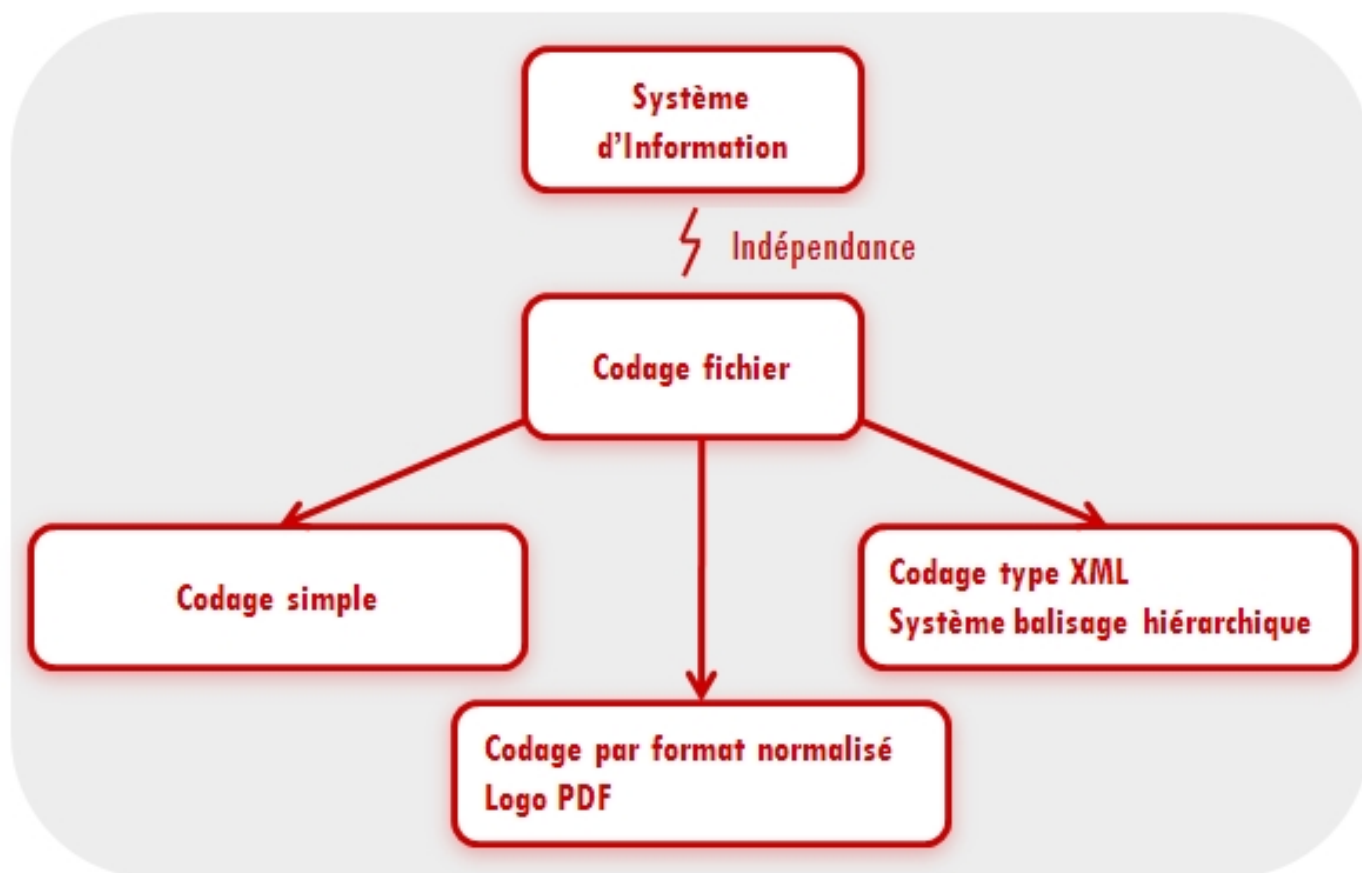 Système
d'Information
Indépendance
Codage fichier
Codage simple
Codage type XML
Système balisage hiérarchique
Codage par format normalisé
Logo PDF